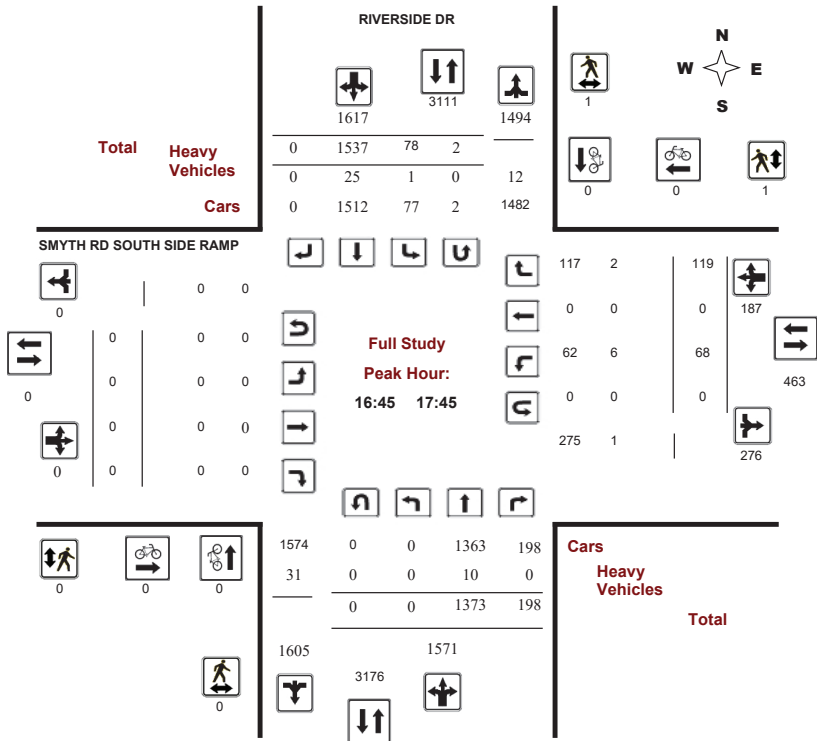 RIVERSIDE DR
N
W E
S
3111
1
1617 1494
Total Heavy Vehicles
Cars
0 1537 78 2
0 25 1 0 12
0 1512 77 2 1482
0 0 1
SMYTH RD SOUTH SIDE RAMP
0
0 0
0 0 0
0 0 0
0 0 0
0 0 0
0
0
Full Study
Peak Hour:
16:45 17:45
117 2 119
0 0 0
62 6 68
0 0 0
275 1
187
463
276
0 0 0
0
1574 0 0 1363 198
31 0 0 10 0
0 0 1373 198
1605 1571
3176
Cars
Heavy
Vehicles
Total